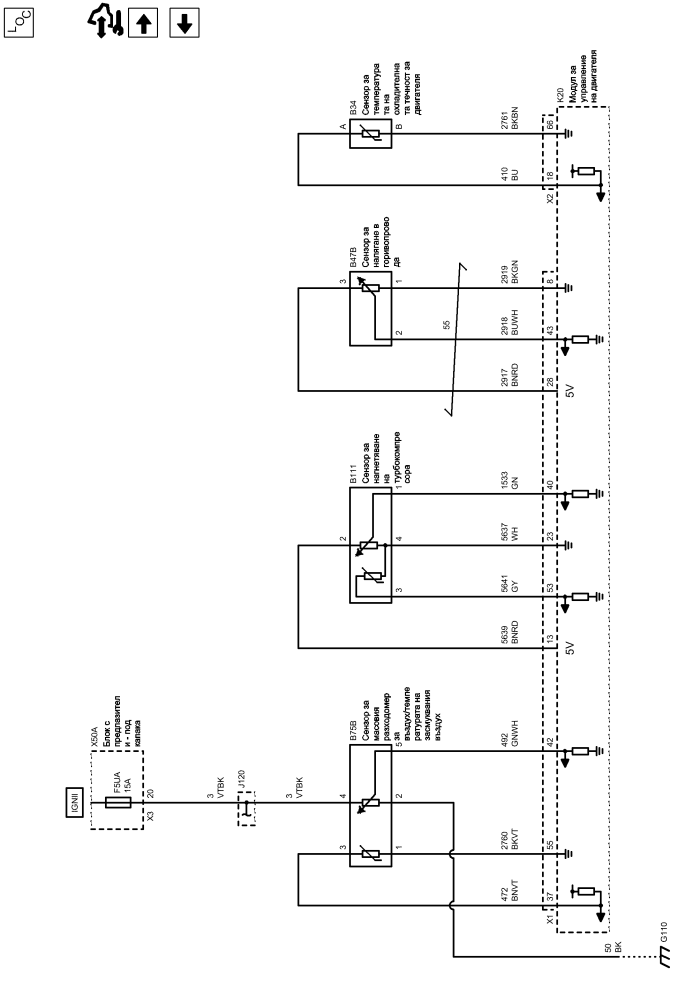 LOC
B34
Сензор за
температура
та на
охладителна
та течност за
двигателя
K20
Модул за
управление
на двигателя
A
B
2761
BKBN
66
410
BU
18
X2
B47B
Сензор за
налягане в
горивопрово
да
3
1
2
2919
BKGN
8
55
2918
BUWH
43
2917
BNRD
28
5V
B111
Сензор за
нагнетяване
на
турбокомпре
сора
1
2
4
3
1533
GN
40
5637
WH
23
5641
GY
53
5639
BNRD
13
5V
X50A
Блок с
предпазител
и - под
капака
IGNII
F5UA
15A
20
X3
3
VTBK
J120
3
VTBK
B75B
Сензор за
масовия
разходомер
за
въздух/темпе
ратурата на
засмуквания
въздух
5
4
2
3
1
492
GNWH
42
2760
BKVT
55
472
BNVT
37
X1
50
BK
G110